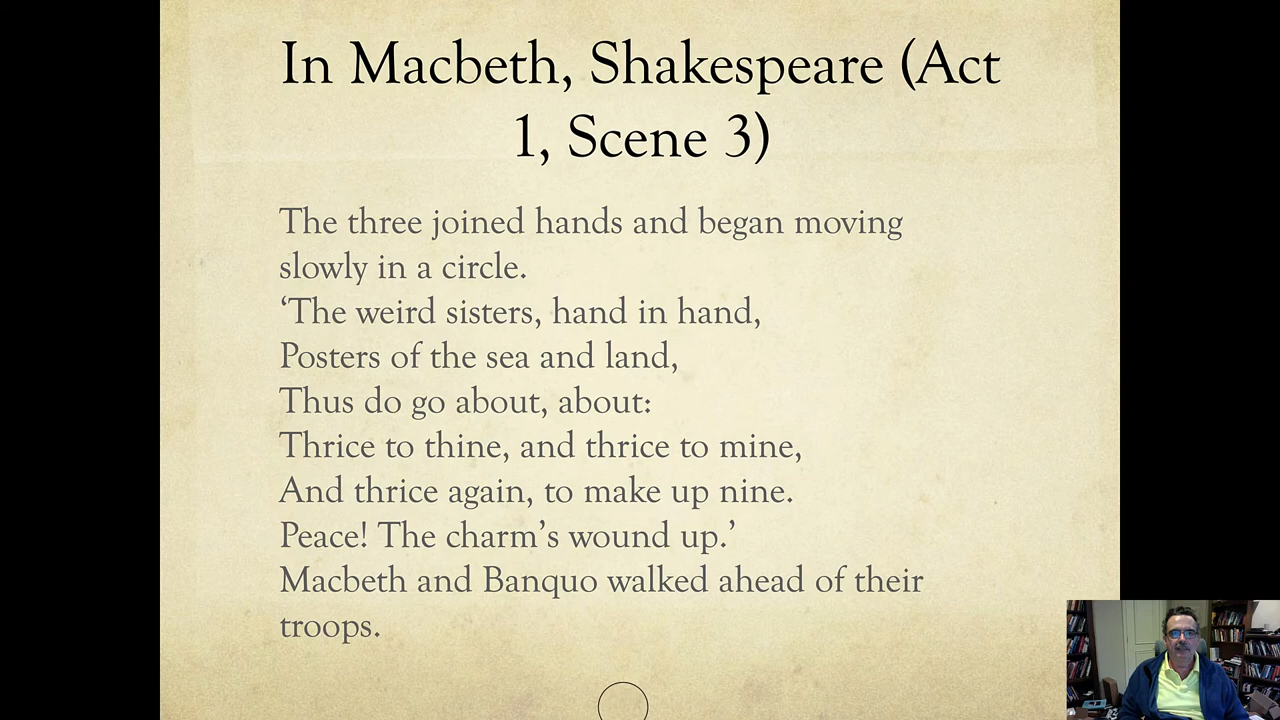 In Macbeth, Shakespeare (Act
1, Scene 3)
The three joined hands and began moving
slowly in a circle.
‘The weird sisters, hand in hand,
Posters of the sea and land,
Thus do go about, about:
Thrice to thine, and thrice to mine,
And thrice again, to make up nine.
Peace! The charm’s wound up.’
Macbeth and Banquo walked ahead of their
troops.